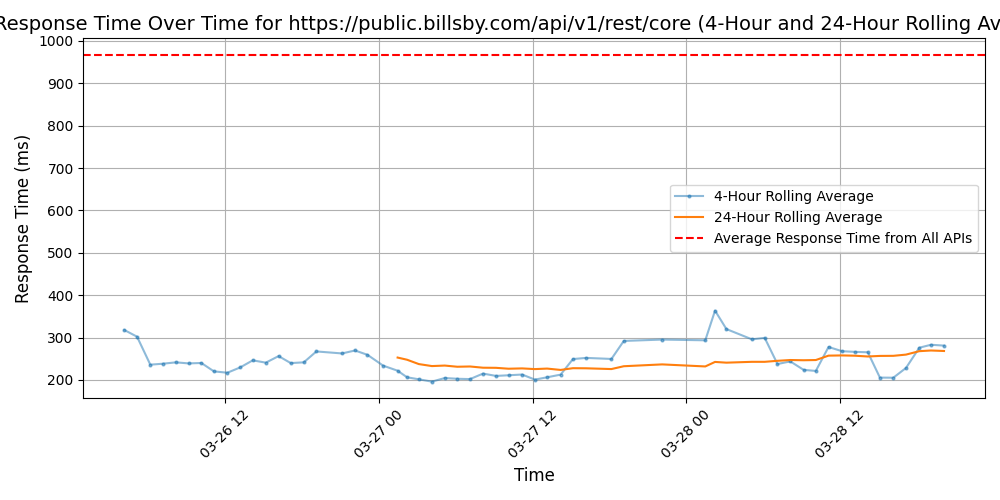 Response Time Over Time for https://public.billsby.com/api/v1/rest/core (4-Hour and 24-Hour Rolling Av
Response Time (ms)
1000
900
800
700
600
500
400
300
200
4-Hour Rolling Average
24-Hour Rolling Average
Average Response Time from All APIs
03-26 12
03-27 00
03-27 12
03-28 00
03-28 12
Time